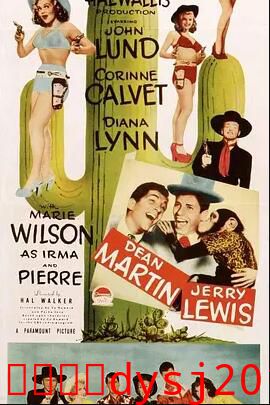 HAL WALLIS
PRODUCTION
STARRING
JOHN
LUND
CORINNE
CALVET
DIANA
LYNN
WITH
MARIE
WILSON
AS IRMA
AND
PIERRE
DEAN
MARTIN
JERRY
LEWIS
Directed by
HAL WALKER
A PARAMOUNT PICTURE
dysj20